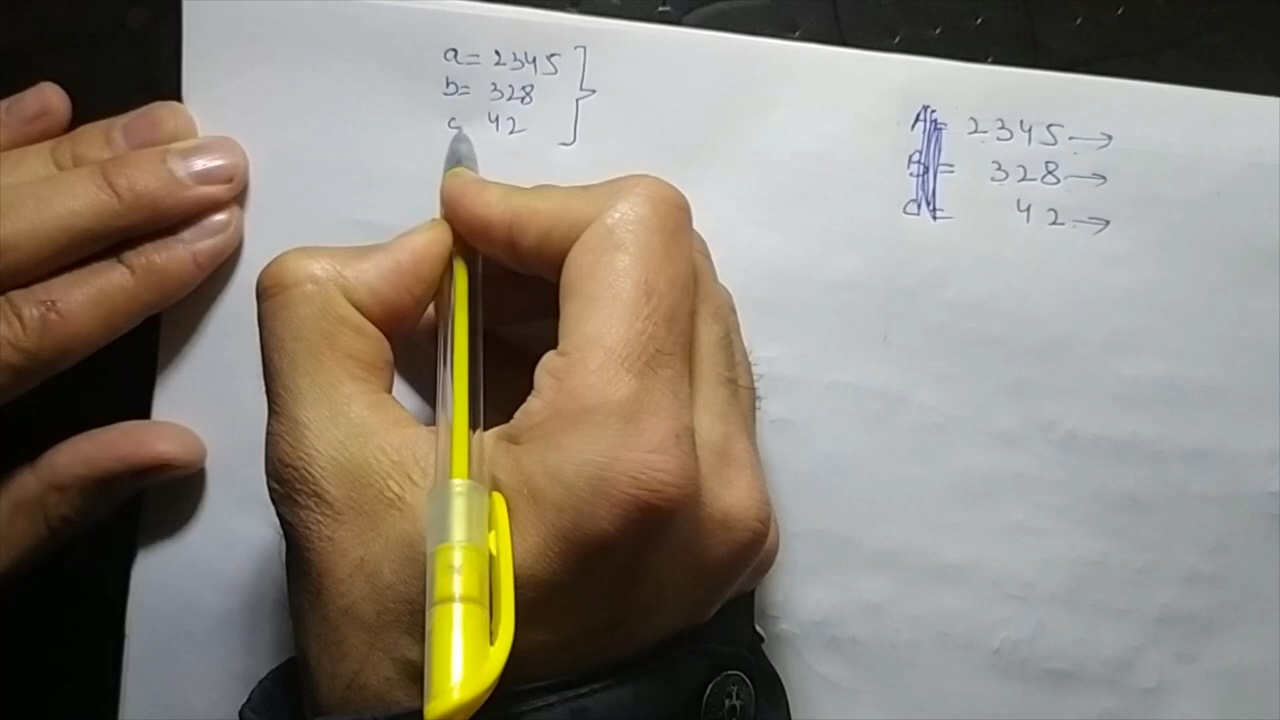 a= 2345
b= 328
c 42
A= 2345→
B= 328→
C= 42→